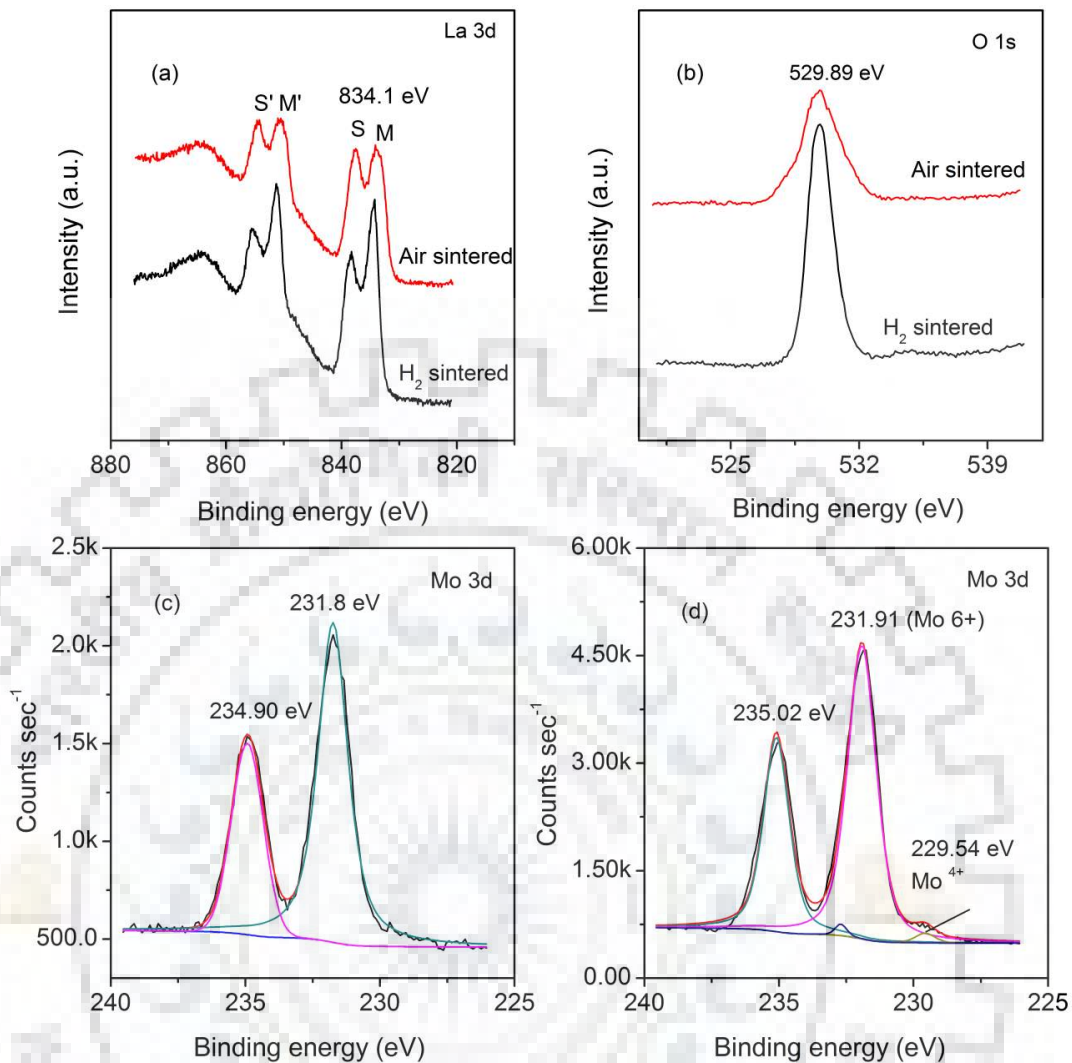 La 3d
(a)
834.1 eV
S' M'
S
M
Air sintered
H2 sintered
Intensity (a.u.)
880 860 840 820
Binding energy (eV)
O 1s
(b)
529.89 eV
Air sintered
H2 sintered
Intensity (a.u.)
525 532 539
Binding energy (eV)
2.5k
Mo 3d
(c)
231.8 eV
2.0k
234.90 eV
1.5k
1.0k
500.0
Counts sec-1
240 235 230 225
Binding energy (eV)
6.00k
Mo 3d
(d)
231.91 (Mo 6+)
4.50k
235.02 eV
3.00k
229.54 eV
Mo 4+
1.50k
0.00
Counts sec-1
240 235 230 225
Binding energy (eV)